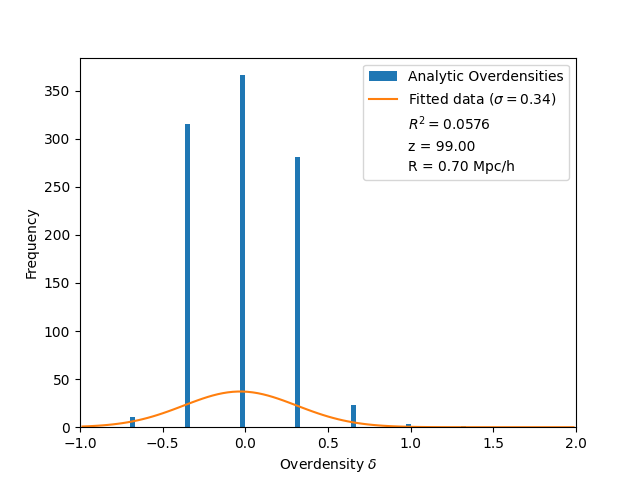 Analytic Overdensities
Fitted data (σ = 0.34)
R² = 0.0576
z = 99.00
R = 0.70 Mpc/h
350
300
250
200
150
100
50
0
Frequency
−1.0 −0.5 0.0 0.5 1.0 1.5 2.0
Overdensity δ